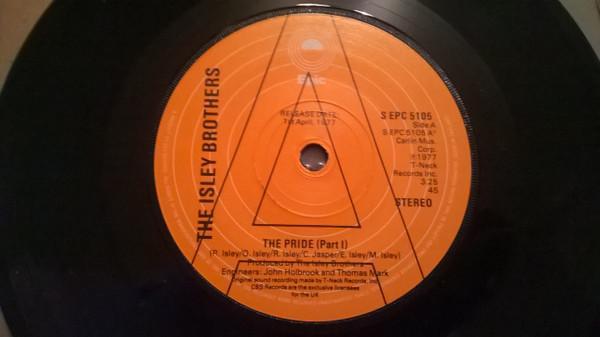 EPIC
RELEASE DATE:
7st April, 1977
THE ISLEY BROTHERS
S EPC 5105
Side A
S EPC 5105 A
Carlin Mus.
Corp.
℗1977
T-Neck
Records Inc.
3.25
45
STEREO
A
THE PRIDE (Part I)
(R. Isley/O. Isley/R. Isley/C. Jasper/E. Isley/M. Isley)
Produced by The Isley Brothers
Engineers: John Holbrook and Thomas Mark
Original sound recording made by T-Neck Records, Inc.
CBS Records are the exclusive licensees
for the UK